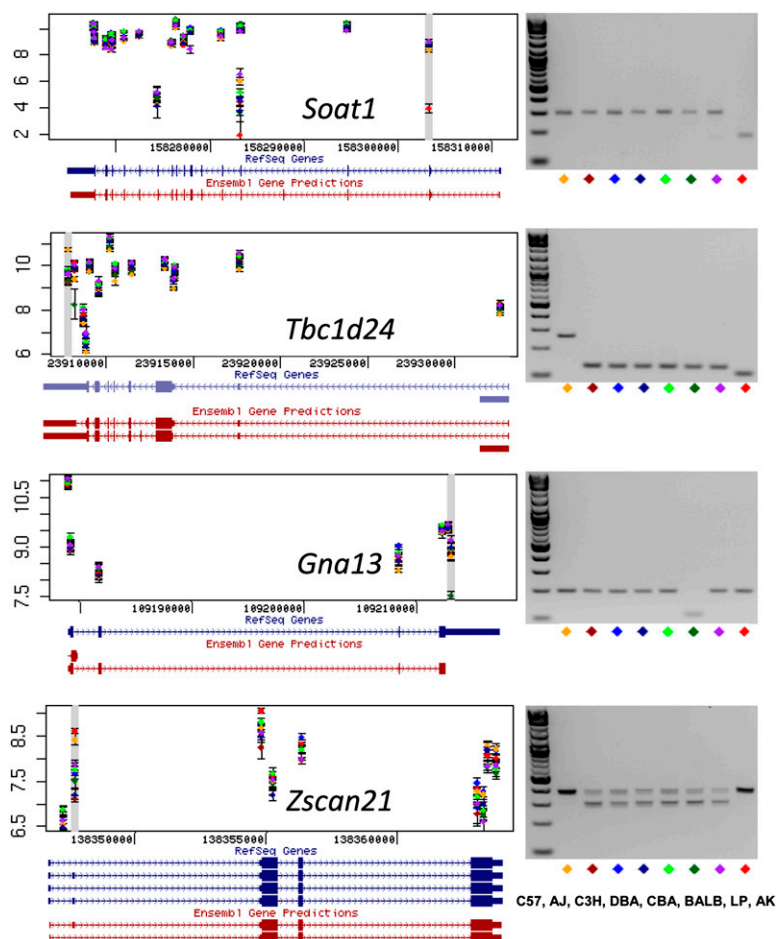 8
6
4
2
Soat1
158280000 158290000 158300000 158310000
RefSeq Genes
Ensembl Gene Predictions
10
8
6
Tbc1d24
23910000 23915000 23920000 23925000 23930000
RefSeq Genes
Ensembl Gene Predictions
10.5
9.0
7.5
Gna13
109190000 109200000 109210000
RefSeq Genes
Ensembl Gene Predictions
8.5
7.5
6.5
Zscan21
138350000 138355000 138360000
RefSeq Genes
Ensembl Gene Predictions
C57, AJ, C3H, DBA, CBA, BALB, LP, AK